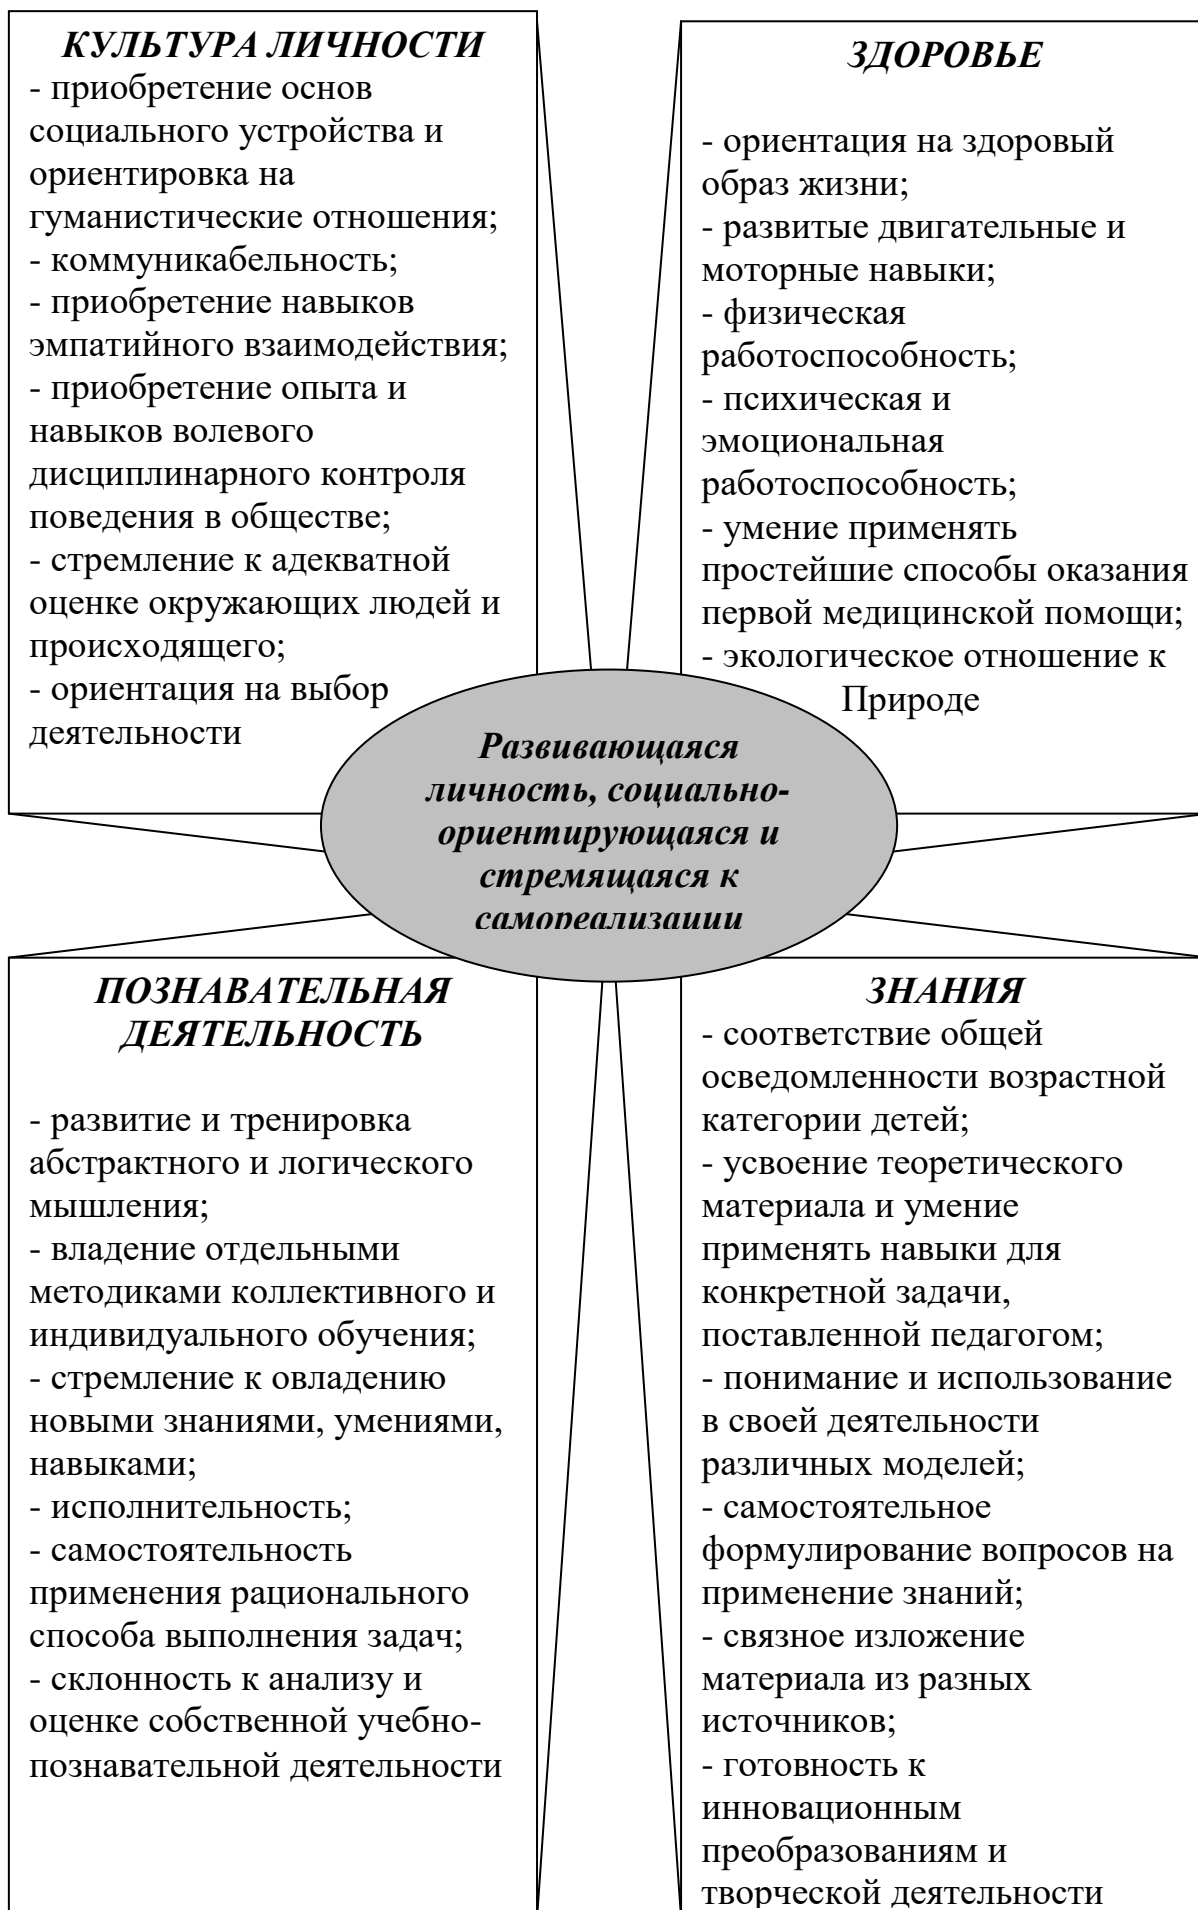 КУЛЬТУРА ЛИЧНОСТИ
- приобретение основ
социального устройства и
ориентировка на
гуманистические отношения;
- коммуникабельность;
- приобретение навыков
эмпатийного взаимодействия;
- приобретение опыта и
навыков волевого
дисциплинарного контроля
поведения в обществе;
- стремление к адекватной
оценке окружающих людей и
происходящего;
- ориентация на выбор
деятельности
ЗДОРОВЬЕ
- ориентация на здоровый
образ жизни;
- развитые двигательные и
моторные навыки;
- физическая
работоспособность;
- психическая и
эмоциональная
работоспособность;
- умение применять
простейшие способы оказания
первой медицинской помощи;
- экологическое отношение к
Природе
Развивающаяся
личность, социально-
ориентирующаяся и
стремящаяся к
самореализации
ПОЗНАВАТЕЛЬНАЯ
ДЕЯТЕЛЬНОСТЬ
- развитие и тренировка
абстрактного и логического
мышления;
- владение отдельными
методиками коллективного и
индивидуального обучения;
- стремление к овладению
новыми знаниями, умениями,
навыками;
- исполнительность;
- самостоятельность
применения рационального
способа выполнения задач;
- склонность к анализу и
оценке собственной учебно-
познавательной деятельности
ЗНАНИЯ
- соответствие общей
осведомленности возрастной
категории детей;
- усвоение теоретического
материала и умение
применять навыки для
конкретной задачи,
поставленной педагогом;
- понимание и использование
в своей деятельности
различных моделей;
- самостоятельное
формулирование вопросов на
применение знаний;
- связное изложение
материала из разных
источников;
- готовность к
инновационным
преобразованиям и
творческой деятельности